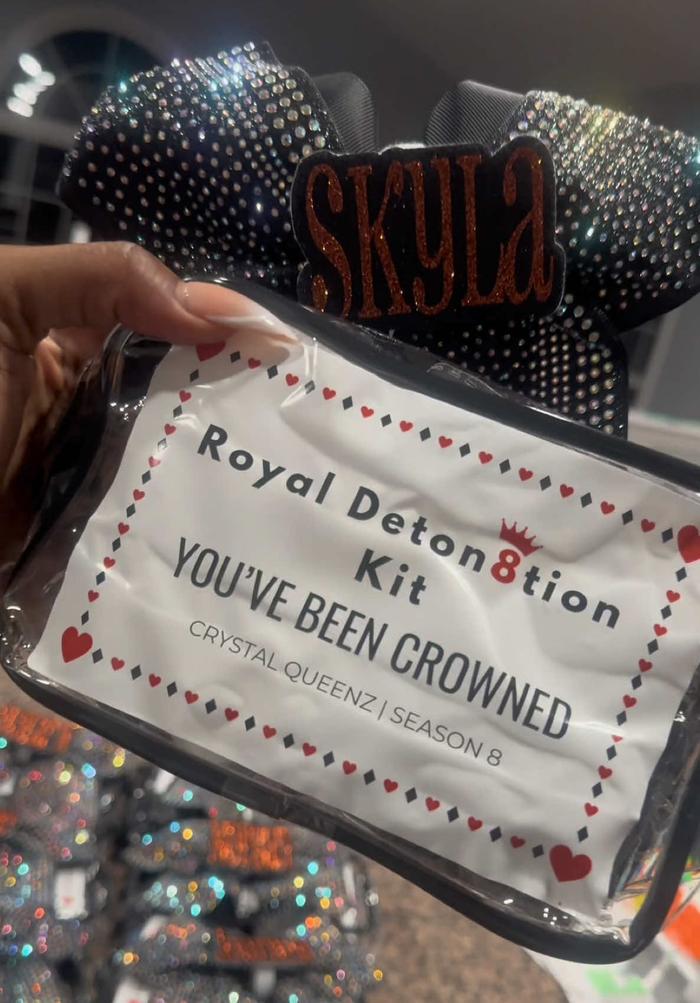 SKYLA
Royal Deton8tion
Kit
YOU'VE BEEN CROWNED
CRYSTAL QUEENZ | SEASON 8